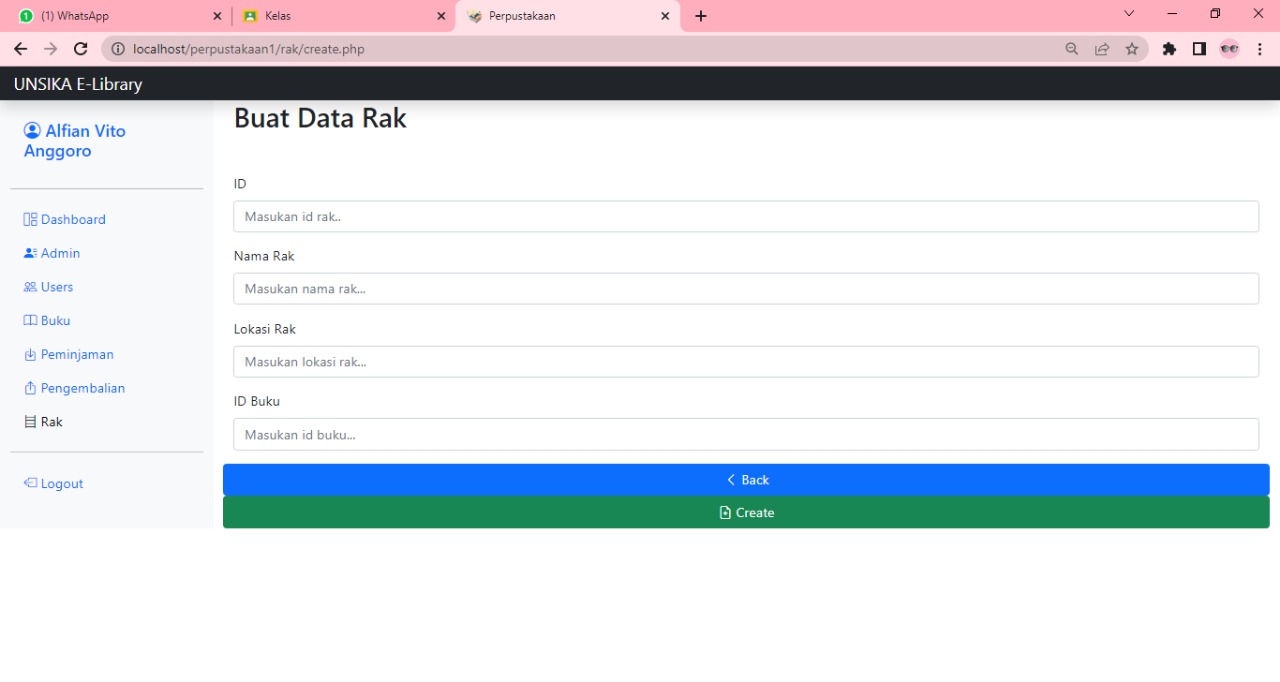 (1) WhatsApp
Kelas
Perpustakaan
localhost/perpustakaan1/rak/create.php
UNSIKA E-Library
Alfian Vito
Anggoro
Dashboard
Admin
Users
Buku
Peminjaman
Pengembalian
Rak
Logout
Buat Data Rak
ID
Masukan id rak..
Nama Rak
Masukan nama rak...
Lokasi Rak
Masukan lokasi rak...
ID Buku
Masukan id buku...
Back
Create